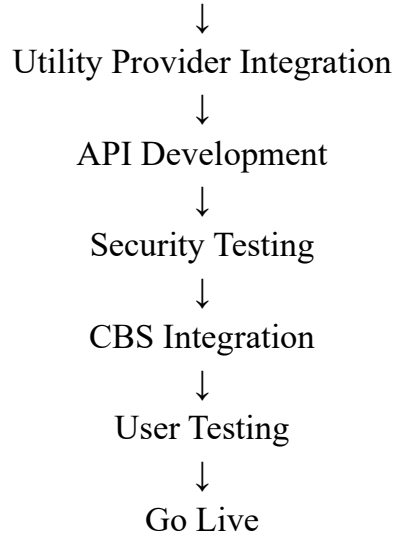 ↓
Utility Provider Integration
↓
API Development
↓
Security Testing
↓
CBS Integration
↓
User Testing
↓
Go Live